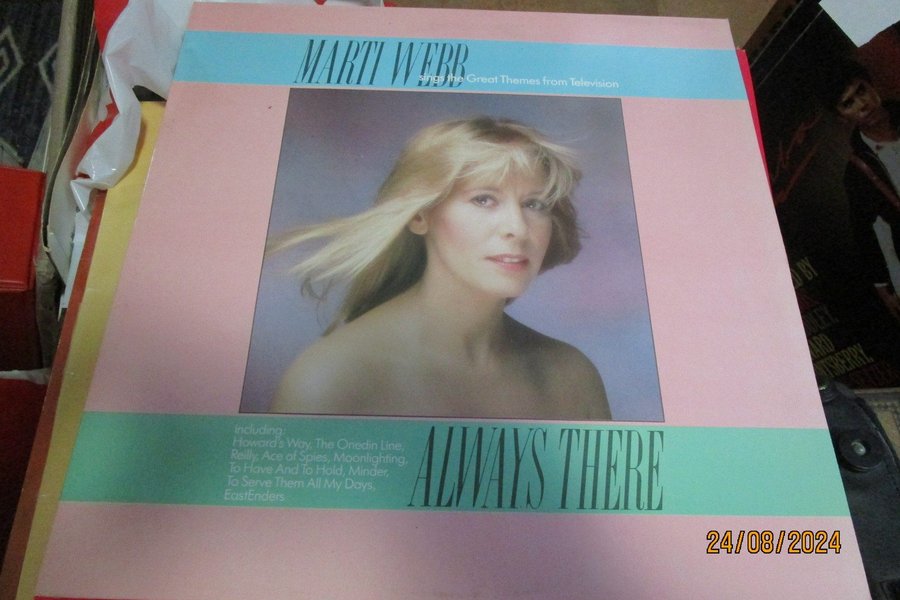 MARTI WEBB
sings the Great Themes from Television
Including:
Howard's Way, The Onedin Line,
Reilly, Ace of Spies, Moonlighting,
To Have And To Hold, Minder,
To Serve Them All My Days,
EastEnders
ALWAYS THERE
24/08/2024